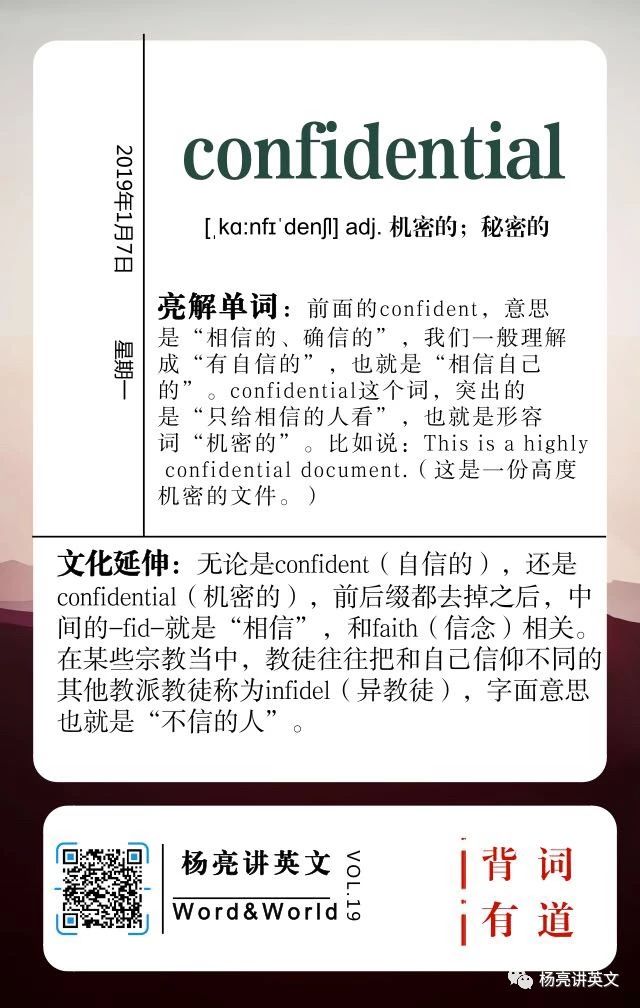 2019年1月7日
星期一
confidential
[ˌkɑːnfɪˈdenʃl] adj. 机密的；秘密的
亮解单词：前面的confident，意思
是“相信的、确信的”，我们一般理解
成“有自信的”，也就是“相信自己
的”。confidential这个词，突出的
是“只给相信的人看”，也就是形容
词“机密的”。比如说：This is a highly
confidential document.（这是一份高度
机密的文件。）
文化延伸：无论是confident（自信的），还是
confidential（机密的），前后缀都去掉之后，中
间的–fid–就是“相信”，和faith（信念）相关。
在某些宗教当中，教徒往往把和自己信仰不同的
其他教派教徒称为infidel（异教徒），字面意思
也就是“不信的人”。
杨亮讲英文
Word&World
VOL.19
背词
有道
杨亮讲英文